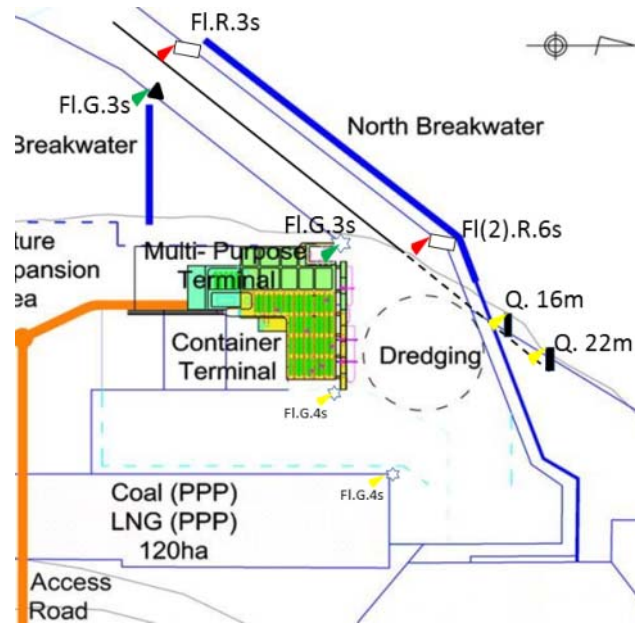 Fl.R.3s
Fl.G.3s
North Breakwater
Breakwater
Fl.G.3s
Fl(2).R.6s
ture
pansion
ea
Multi- Purpose
Terminal
Q. 16m
Q. 22m
Container
Terminal
Dredging
Fl.G.4s
Fl.G.4s
Coal (PPP)
LNG (PPP)
120ha
Access
Road